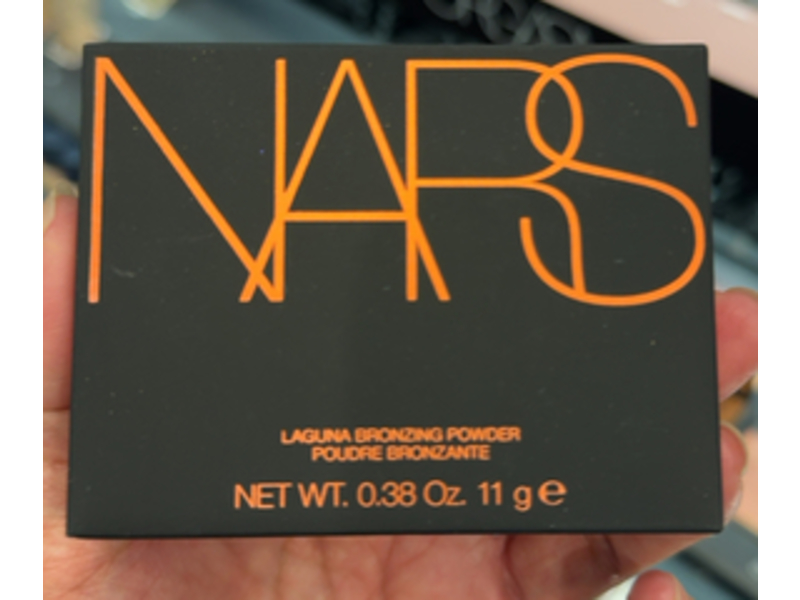 NARS
LAGUNA BRONZING POWDER
POUDRE BRONZANTE
NET WT. 0.38 Oz. 11 g e